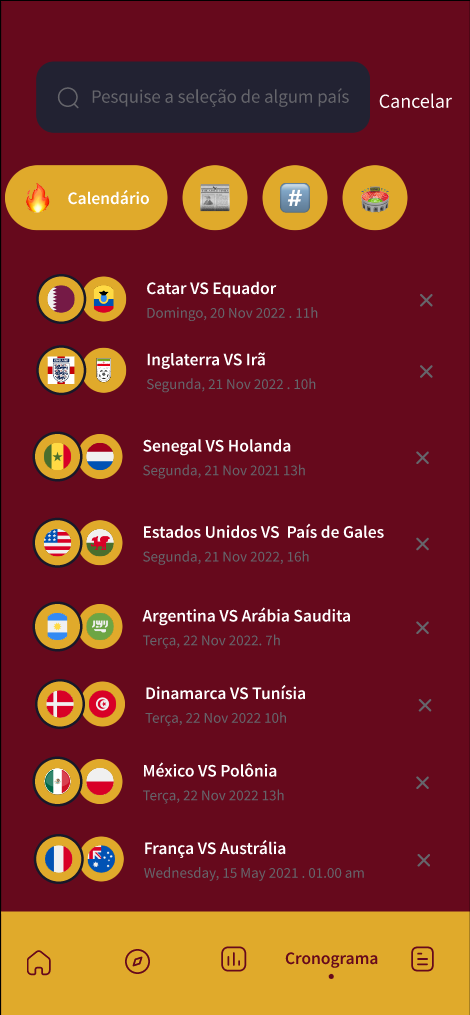 Pesquise a seleção de algum país
Cancelar
Calendário
#
Catar VS Equador
Domingo, 20 Nov 2022 . 11h
Inglaterra VS Irã
Segunda, 21 Nov 2022 . 10h
Senegal VS Holanda
Segunda, 21 Nov 2021 13h
Estados Unidos VS  País de Gales
Segunda, 21 Nov 2022, 16h
Argentina VS Arábia Saudita
Terça, 22 Nov 2022. 7h
Dinamarca VS Tunísia
Terça, 22 Nov 2022 10h
México VS Polônia
Terça, 22 Nov 2022 13h
França VS Austrália
Wednesday, 15 May 2021 . 01.00 am
Cronograma